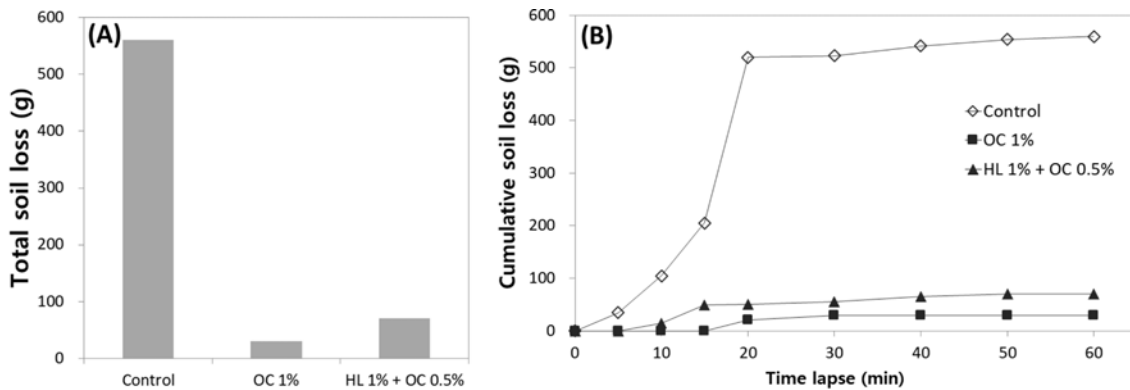 (A)
Total soil loss (g)
600
500
400
300
200
100
0
Control
OC 1%
HL 1% + OC 0.5%
(B)
Cumulative soil loss (g)
600
500
400
300
200
100
0
Control
OC 1%
HL 1% + OC 0.5%
0
10
20
30
40
50
60
Time lapse (min)